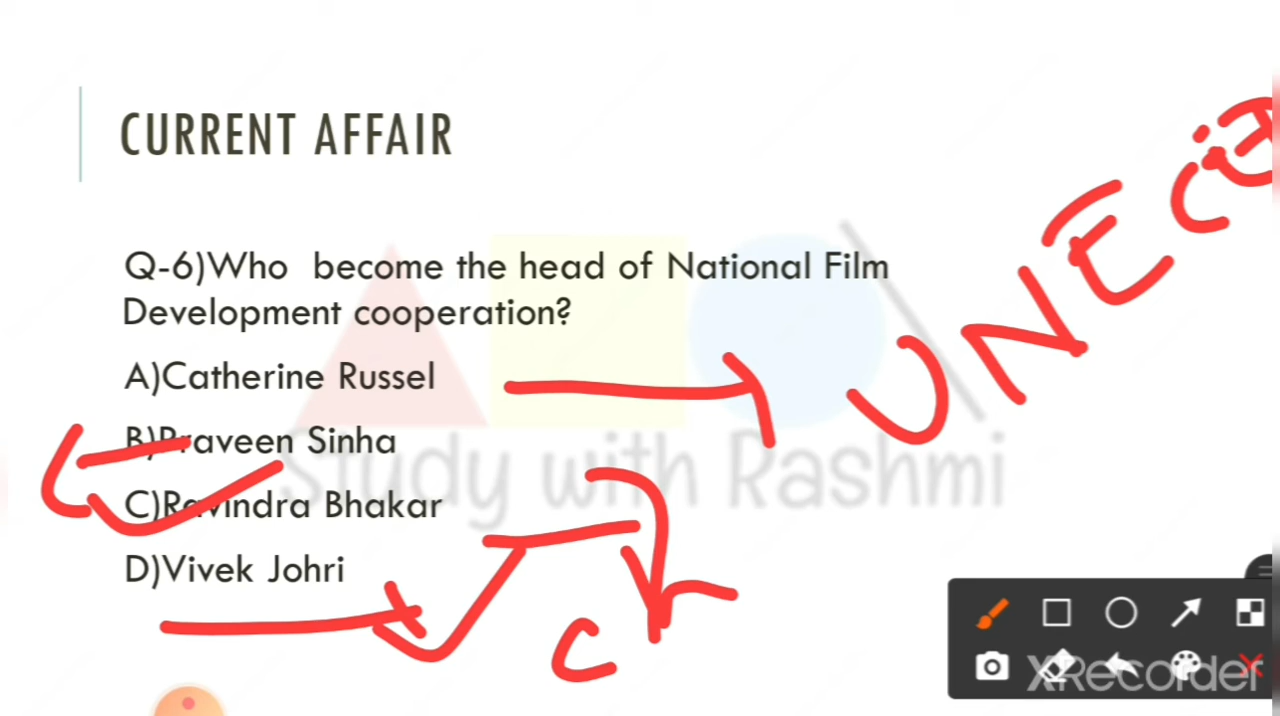 CURRENT AFFAIR
Q-6)Who become the head of National Film
Development cooperation?
A)Catherine Russel
B)Praveen Sinha
C)Ravindra Bhakar
D)Vivek Johri
Study with Rashmi
XRecorder